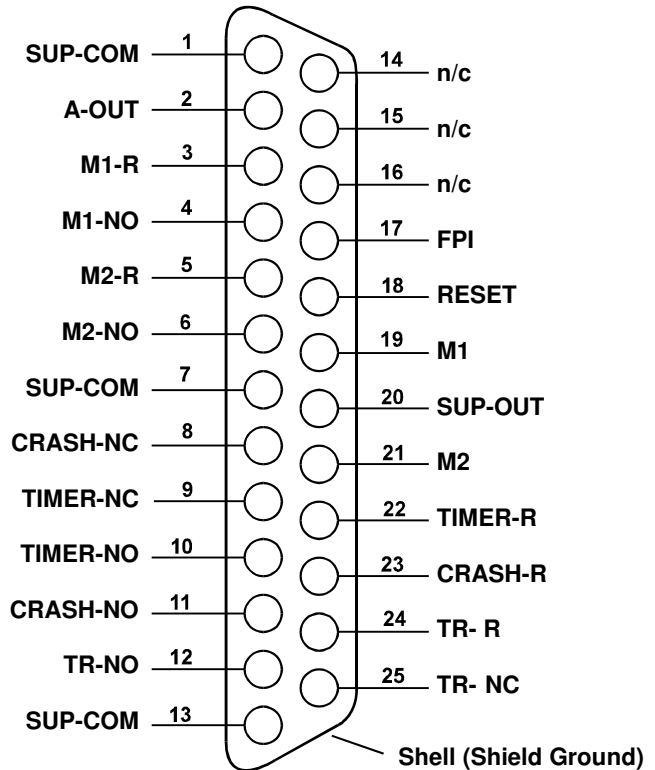 SUP-COM 1
A-OUT 2
M1-R 3
M1-NO 4
M2-R 5
M2-NO 6
SUP-COM 7
CRASH-NC 8
TIMER-NC 9
TIMER-NO 10
CRASH-NO 11
TR-NO 12
SUP-COM 13
14 n/c
15 n/c
16 n/c
17 FPI
18 RESET
19 M1
20 SUP-OUT
21 M2
22 TIMER-R
23 CRASH-R
24 TR- R
25 TR- NC
Shell (Shield Ground)